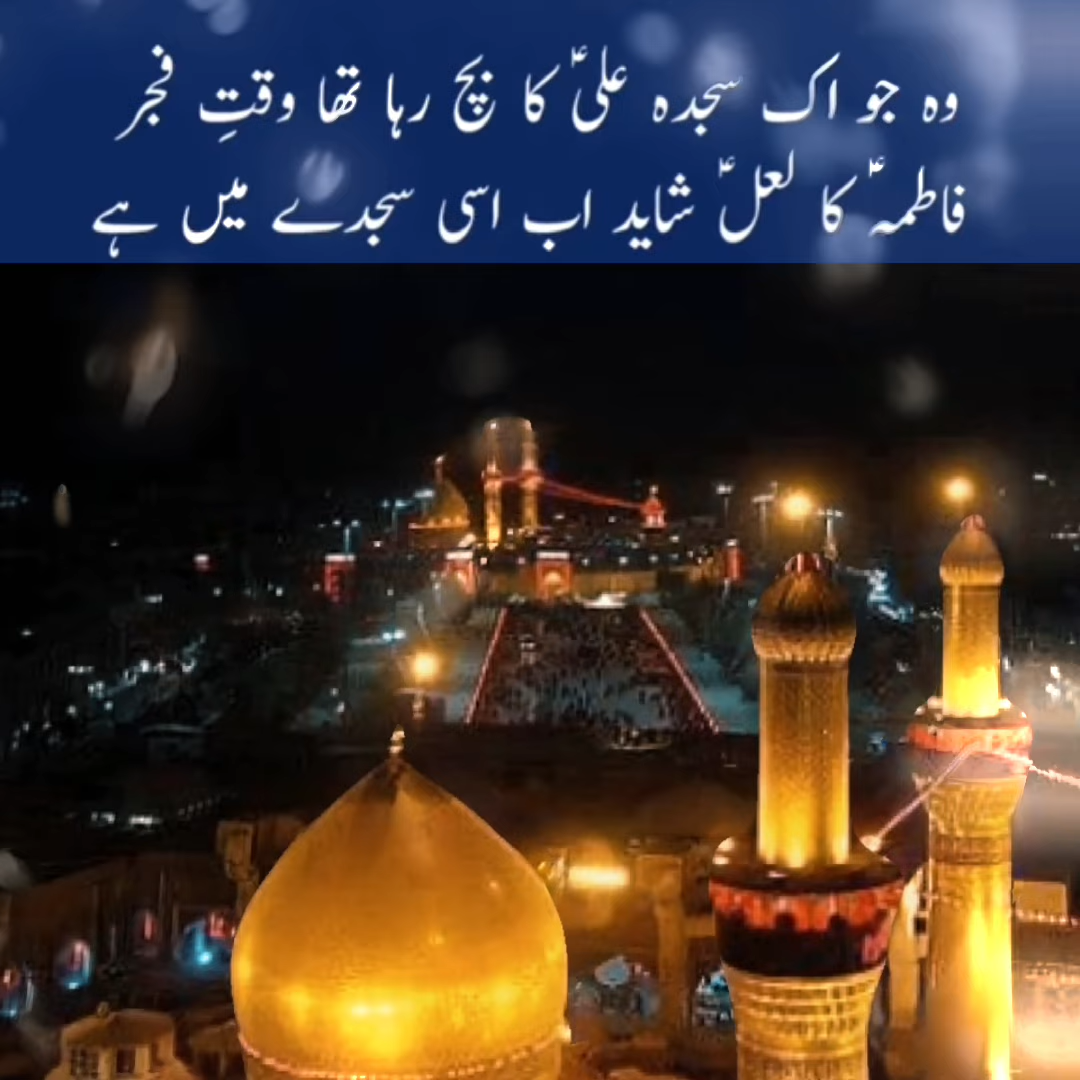 وہ جو اک سجدہ علیؑ کا بچ رہا تھا وقتِ فجر
فاطمہؑ کا لعلؑ شاید اب اسی سجدے میں ہے